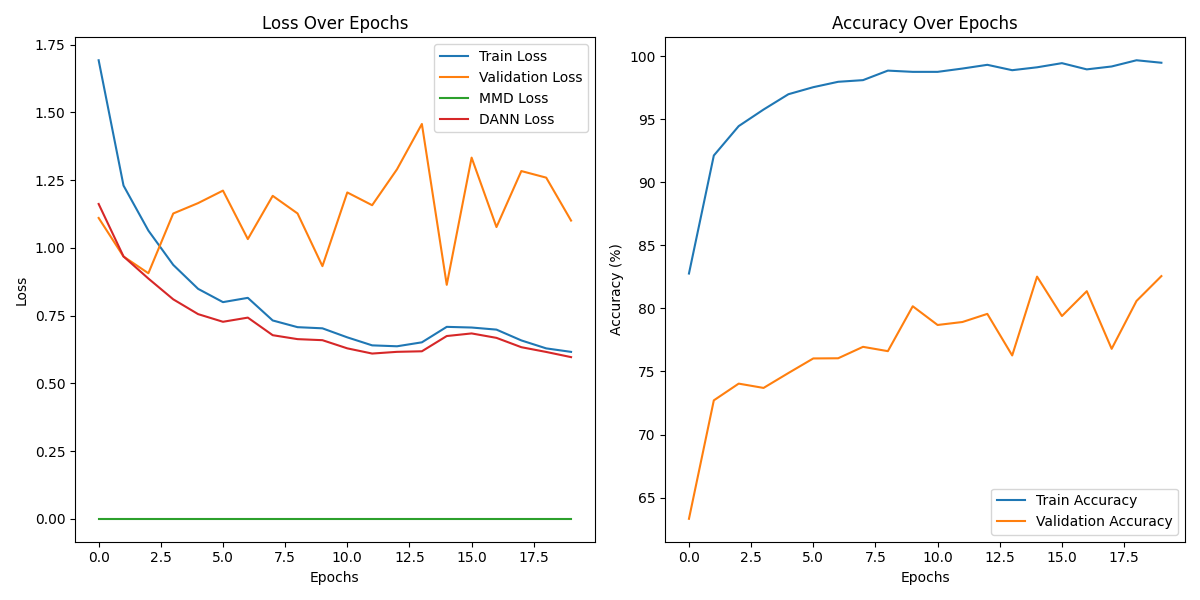 Loss Over Epochs
1.75
1.50
1.25
1.00
0.75
0.50
0.25
0.00
Loss
Train Loss
Validation Loss
MMD Loss
DANN Loss
0.0 2.5 5.0 7.5 10.0 12.5 15.0 17.5
Epochs
Accuracy Over Epochs
100
95
90
85
80
75
70
65
Accuracy (%)
Train Accuracy
Validation Accuracy
0.0 2.5 5.0 7.5 10.0 12.5 15.0 17.5
Epochs